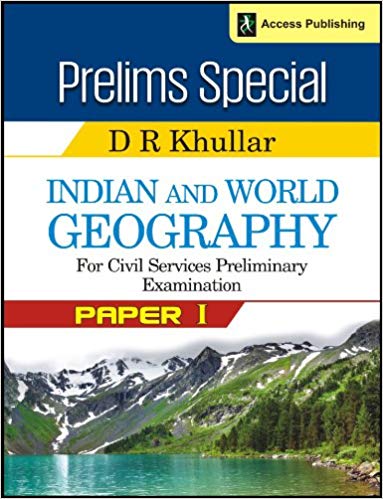 Access Publishing
Prelims Special
D R Khullar
INDIAN AND WORLD
GEOGRAPHY
For Civil Services Preliminary
Examination
PAPER I